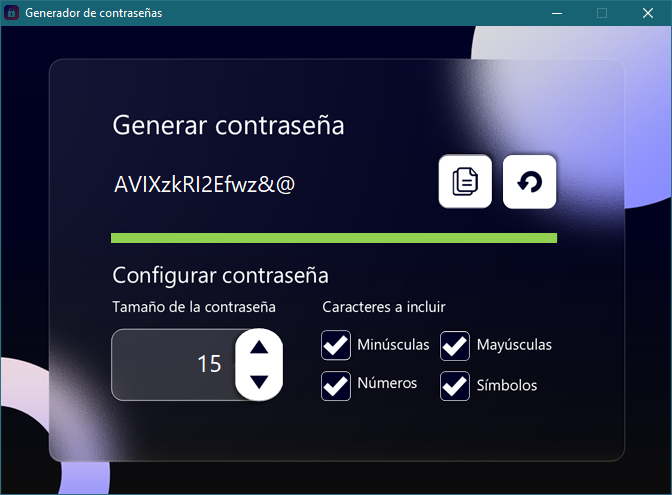 Generador de contraseñas
Generar contraseña
AVIXzkRI2Efwz&@
Configurar contraseña
Tamaño de la contraseña
Caracteres a incluir
15
Minúsculas
Mayúsculas
Números
Símbolos